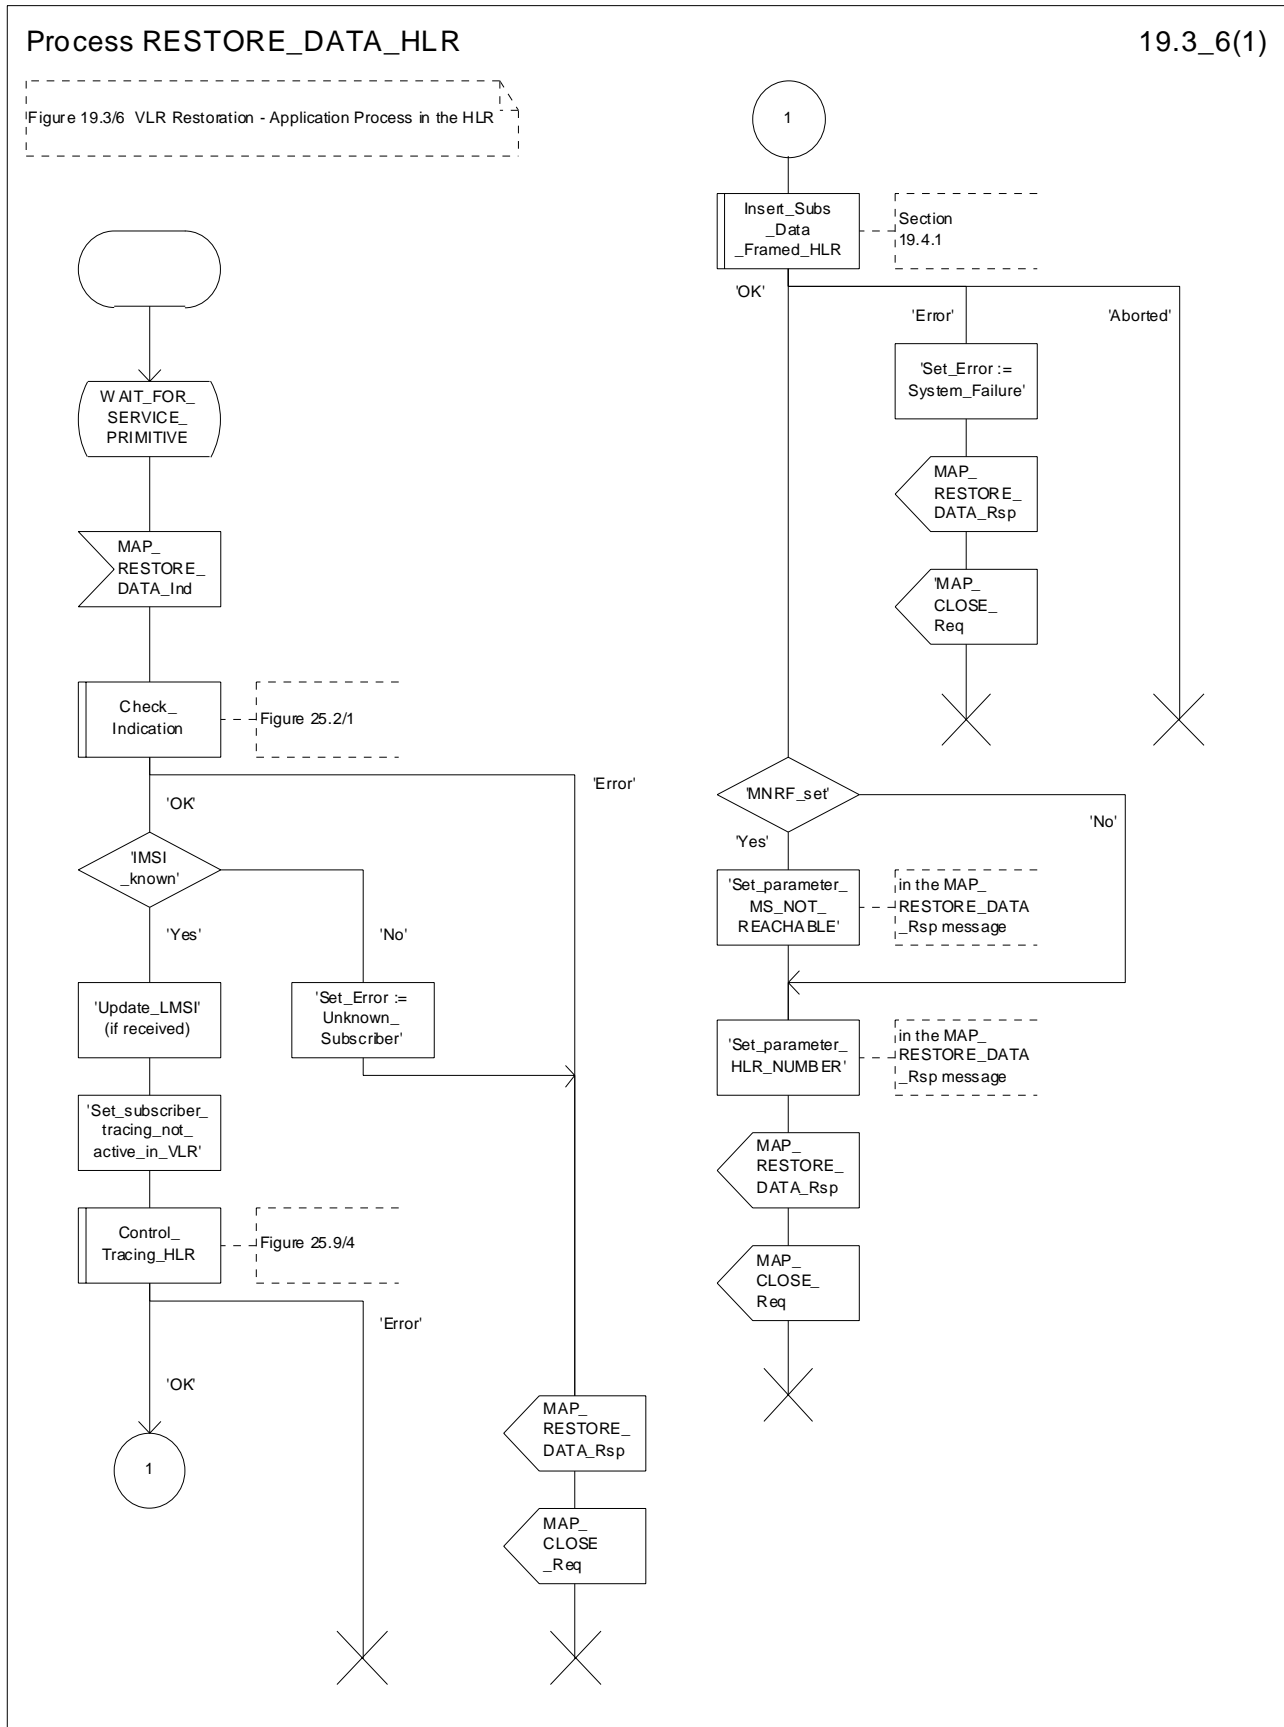 Process RESTORE_DATA_HLR
19.3_6(1)
Figure 19.3/6 VLR Restoration - Application Process in the HLR
WAIT_FOR_
SERVICE_
PRIMITIVE
MAP_
RESTORE_
DATA_Ind
Check_
Indication
Figure 25.2/1
'Error'
'OK'
'IMSI
_known'
'Yes'
'No'
'Update_LMSI'
(if received)
'Set_Error :=
Unknown_
Subscriber'
'Set_subscriber_
tracing_not_
active_in_VLR'
Control_
Tracing_HLR
Figure 25.9/4
'Error'
'OK'
1
MAP_
RESTORE_
DATA_Rsp
MAP_
CLOSE
_Req
1
Insert_Subs
_Data
_Framed_HLR
Section
19.4.1
'OK'
'Error'
'Aborted'
'Set_Error :=
System_Failure'
MAP_
RESTORE_
DATA_Rsp
'MAP_
CLOSE_
Req
'MNRF_set'
'No'
'Yes'
'Set_parameter_
MS_NOT_
REACHABLE'
in the MAP_
RESTORE_DATA
_Rsp message
'Set_parameter_
HLR_NUMBER'
in the MAP_
RESTORE_DATA
_Rsp message
MAP_
RESTORE_
DATA_Rsp
MAP_
CLOSE_
Req